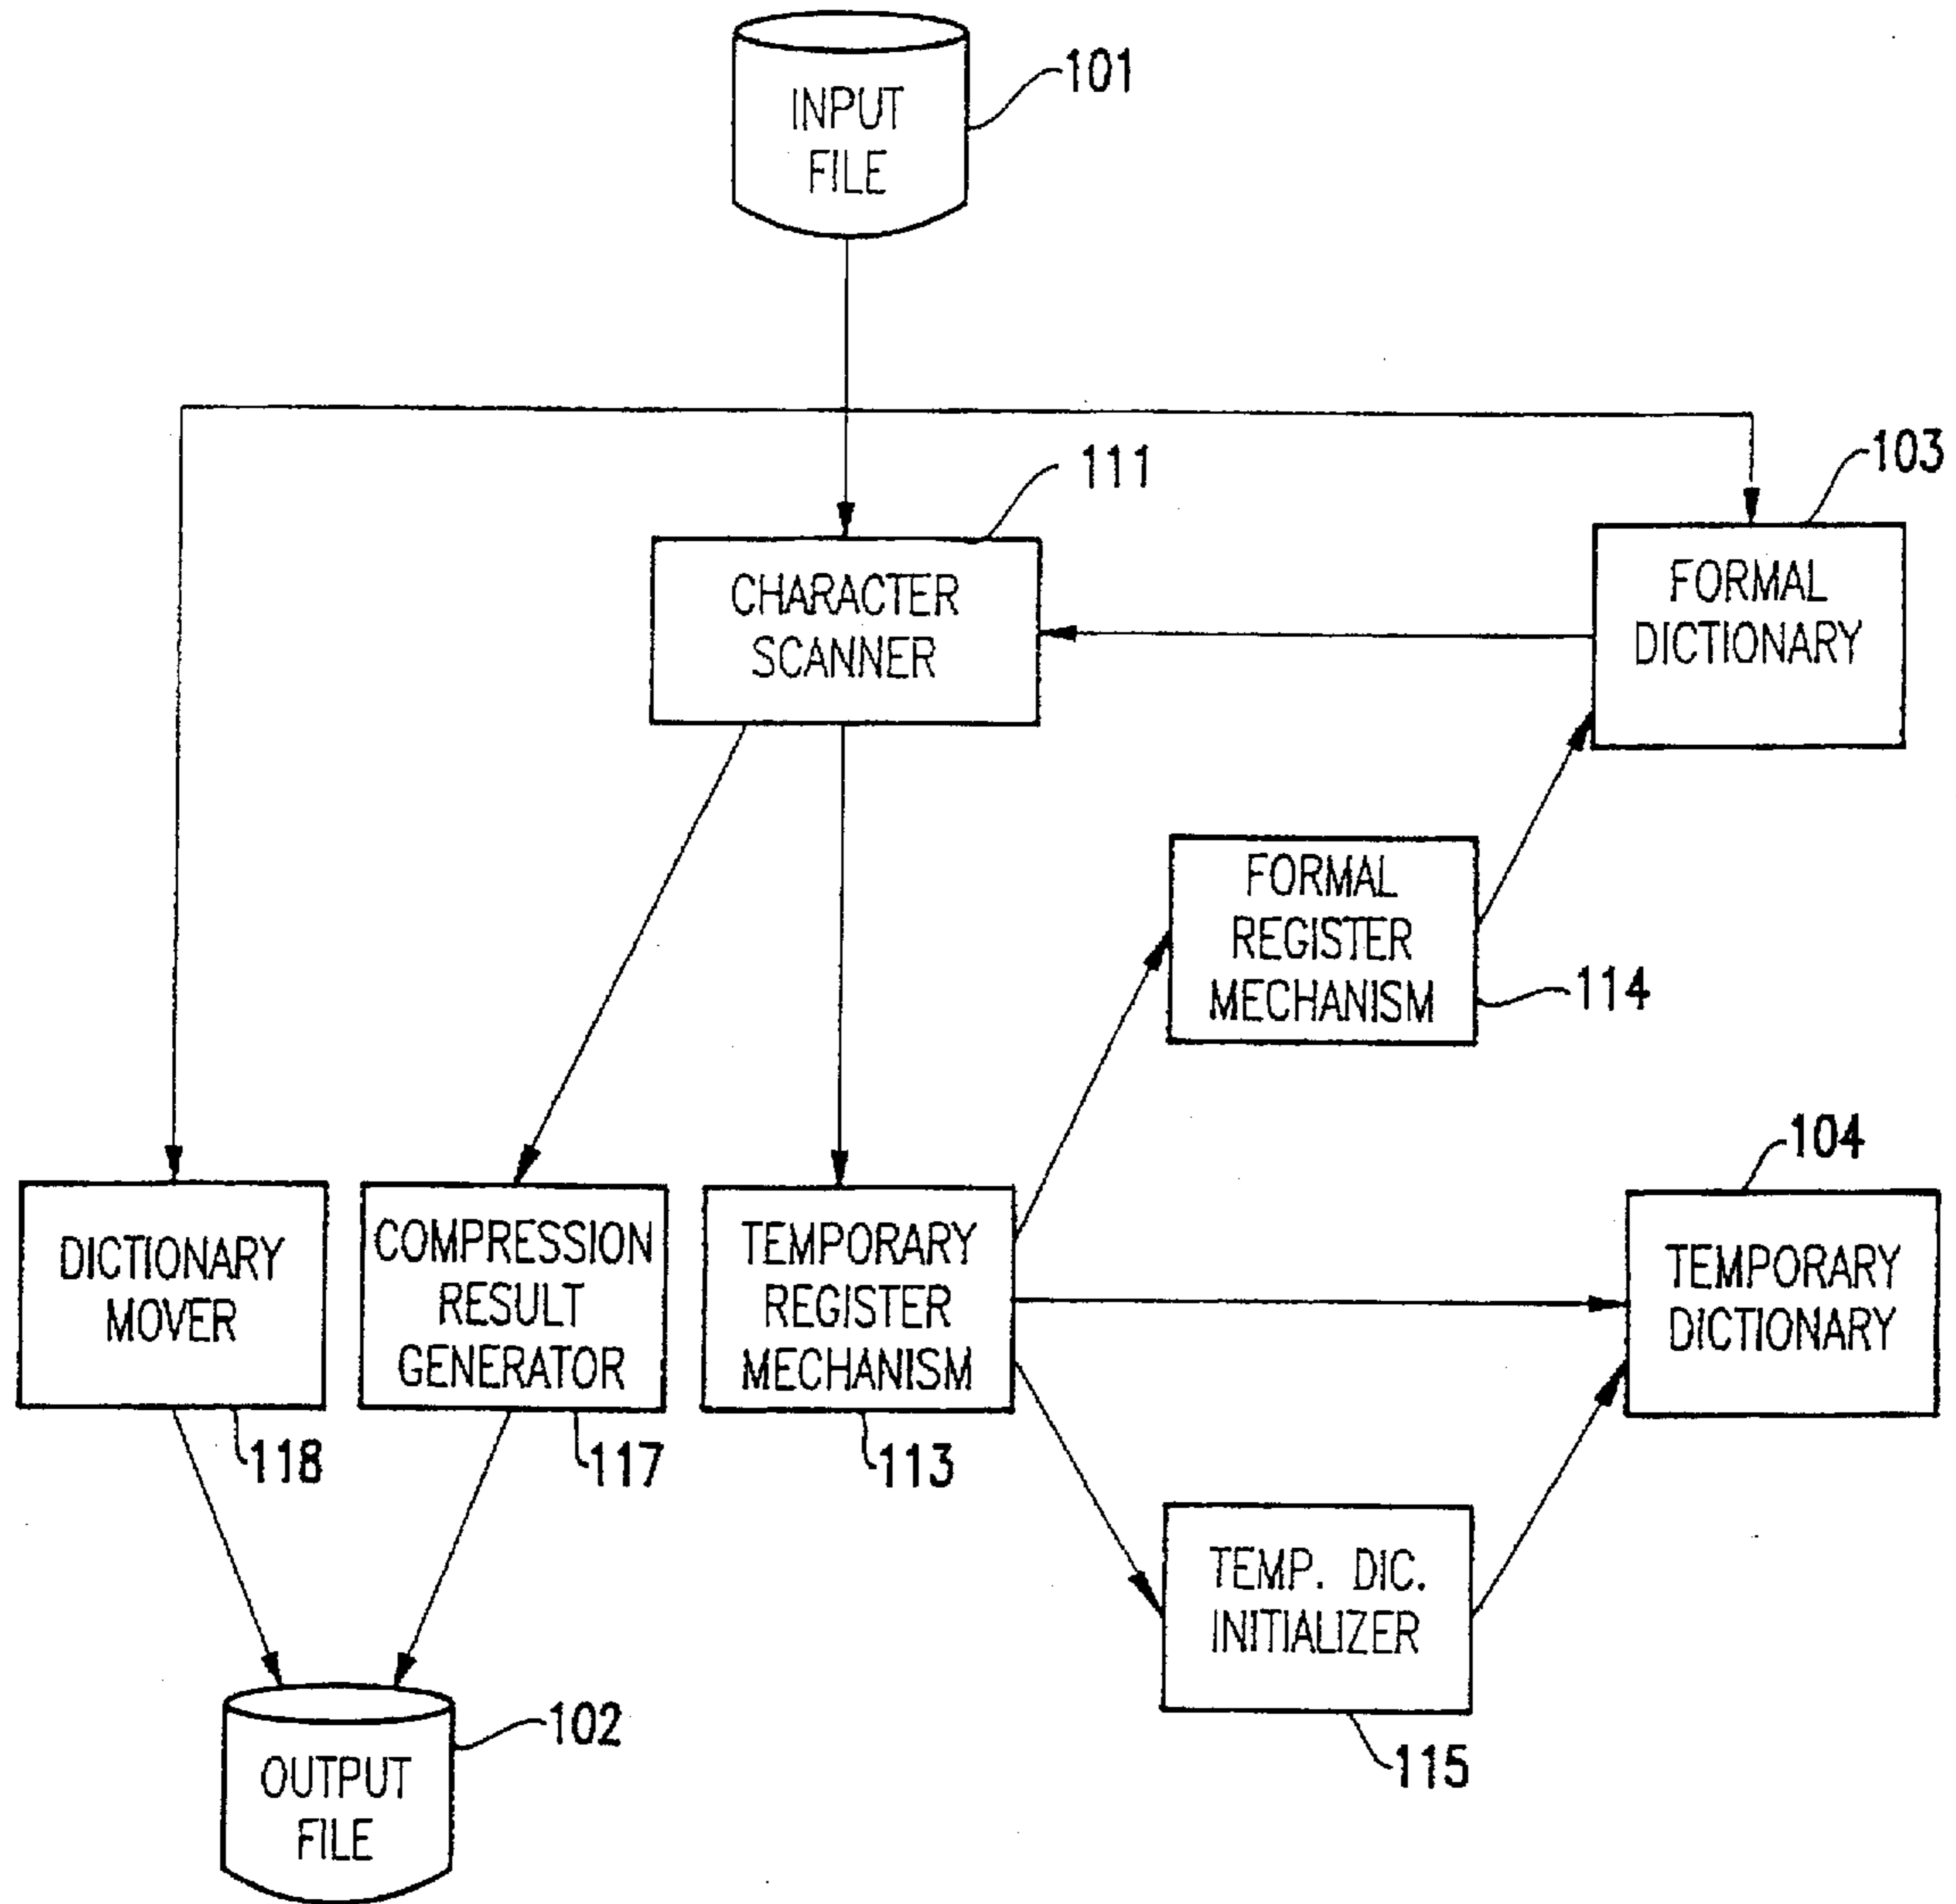 INPUT
FILE
101
111
103
CHARACTER
SCANNER
FORMAL
DICTIONARY
FORMAL
REGISTER
MECHANISM
114
104
DICTIONARY
MOVER
COMPRESSION
RESULT
GENERATOR
TEMPORARY
REGISTER
MECHANISM
TEMPORARY
DICTIONARY
118
117
113
TEMP. DIC.
INITIALIZER
115
102
OUTPUT
FILE